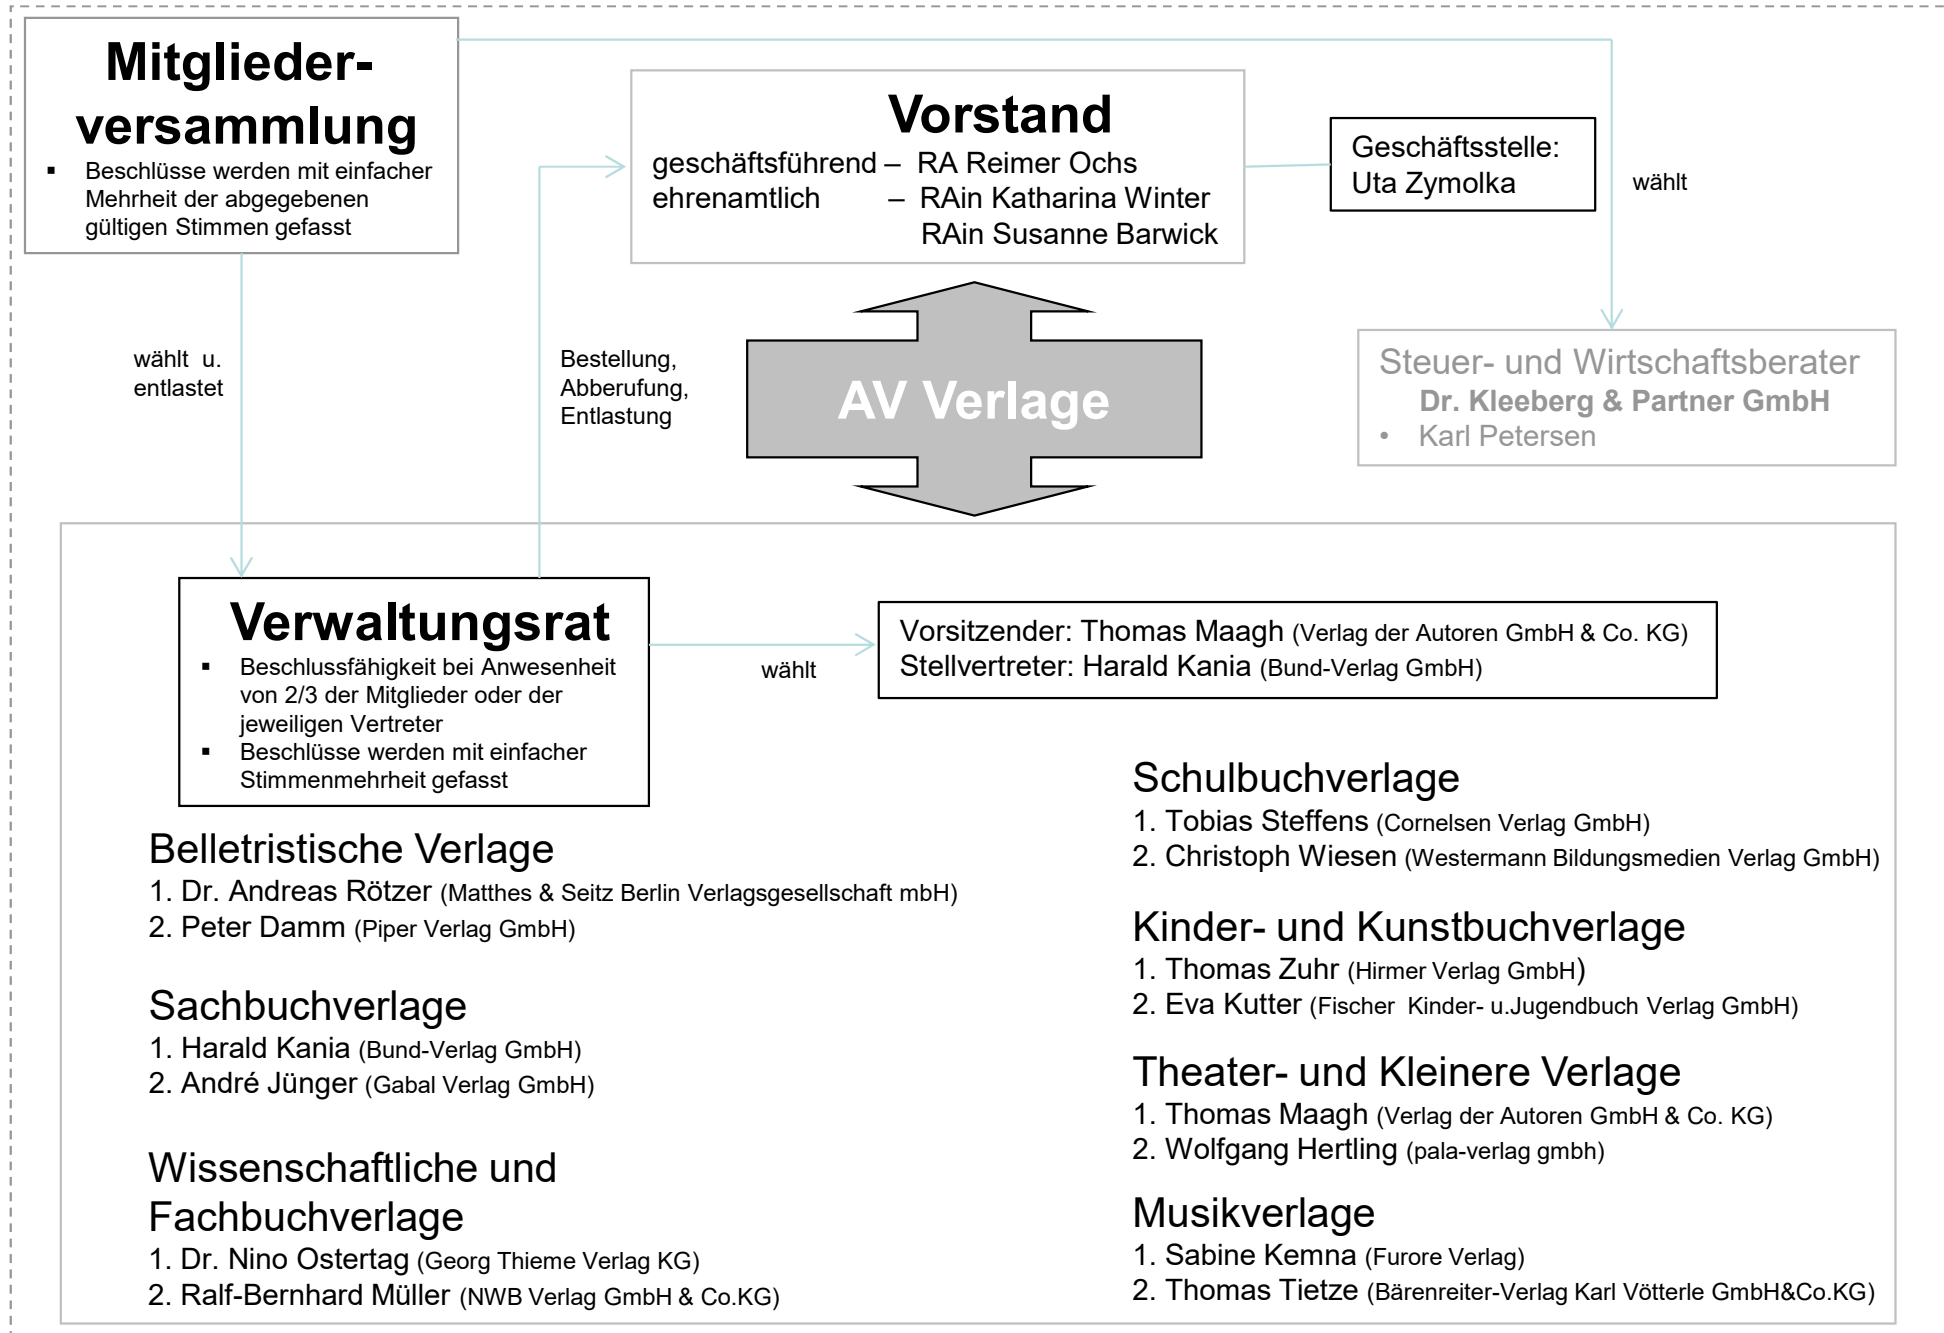 Mitglieder-
versammlung
▪ Beschlüsse werden mit einfacher
Mehrheit der abgegebenen
gültigen Stimmen gefasst
Vorstand
geschäftsführend – RA Reimer Ochs
ehrenamtlich – RAin Katharina Winter
RAin Susanne Barwick
Geschäftsstelle:
Uta Zymolka
wählt
wählt u.
entlastet
Bestellung,
Abberufung,
Entlastung
AV Verlage
Steuer- und Wirtschaftsberater
Dr. Kleeberg & Partner GmbH
• Karl Petersen
Verwaltungsrat
▪ Beschlussfähigkeit bei Anwesenheit
von 2/3 der Mitglieder oder der
jeweiligen Vertreter
▪ Beschlüsse werden mit einfacher
Stimmenmehrheit gefasst
wählt
Vorsitzender: Thomas Maagh (Verlag der Autoren GmbH & Co. KG)
Stellvertreter: Harald Kania (Bund-Verlag GmbH)
Belletristische Verlage
1. Dr. Andreas Rötzer (Matthes & Seitz Berlin Verlagsgesellschaft mbH)
2. Peter Damm (Piper Verlag GmbH)
Sachbuchverlage
1. Harald Kania (Bund-Verlag GmbH)
2. André Jünger (Gabal Verlag GmbH)
Wissenschaftliche und
Fachbuchverlage
1. Dr. Nino Ostertag (Georg Thieme Verlag KG)
2. Ralf-Bernhard Müller (NWB Verlag GmbH & Co.KG)
Schulbuchverlage
1. Tobias Steffens (Cornelsen Verlag GmbH)
2. Christoph Wiesen (Westermann Bildungsmedien Verlag GmbH)
Kinder- und Kunstbuchverlage
1. Thomas Zuhr (Hirmer Verlag GmbH)
2. Eva Kutter (Fischer Kinder- u.Jugendbuch Verlag GmbH)
Theater- und Kleinere Verlage
1. Thomas Maagh (Verlag der Autoren GmbH & Co. KG)
2. Wolfgang Hertling (pala-verlag gmbh)
Musikverlage
1. Sabine Kemna (Furore Verlag)
2. Thomas Tietze (Bärenreiter-Verlag Karl Vötterle GmbH&Co.KG)